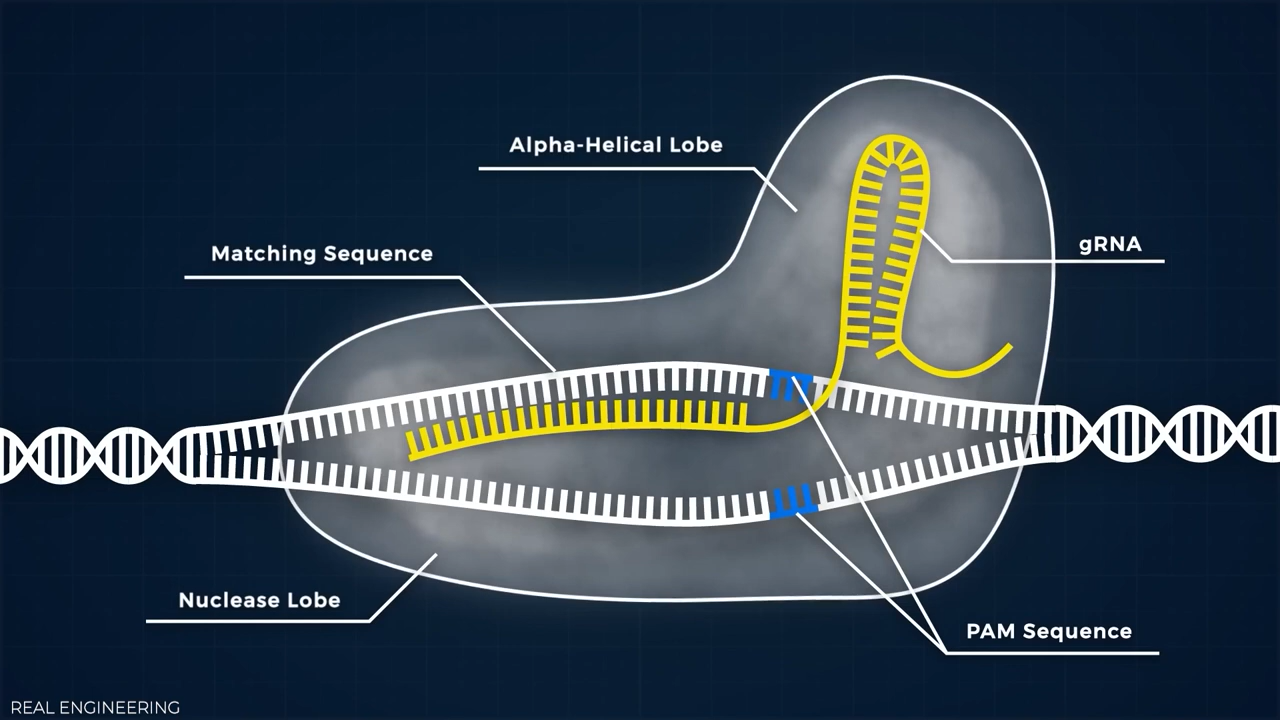 Alpha-Helical Lobe
gRNA
Matching Sequence
Nuclease Lobe
PAM Sequence
REAL ENGINEERING